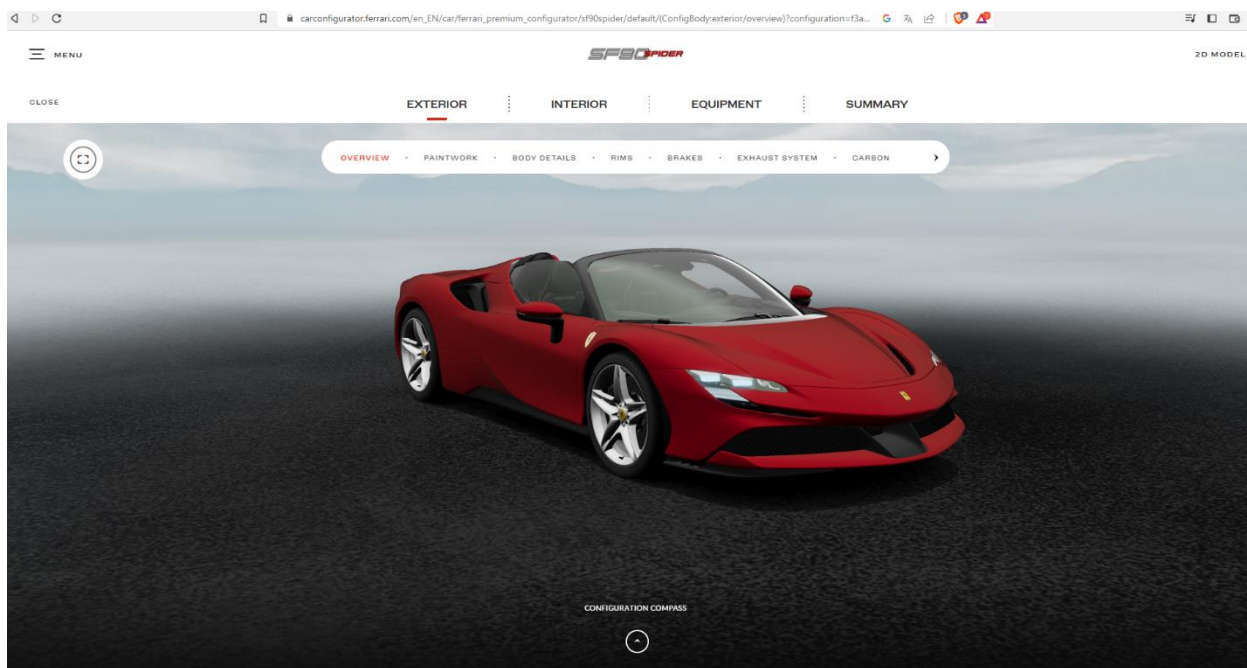 carconfigurator.ferrari.com/en_EN/car/ferrari_premium_configurator/sf90spider/default/(ConfigBody:exterior/overview)?configuration=f3a...
MENU
SF90 SPIDER
2D MODEL
CLOSE
EXTERIOR
INTERIOR
EQUIPMENT
SUMMARY
OVERVIEW · PAINTWORK · BODY DETAILS · RIMS · BRAKES · EXHAUST SYSTEM · CARBON
CONFIGURATION COMPASS